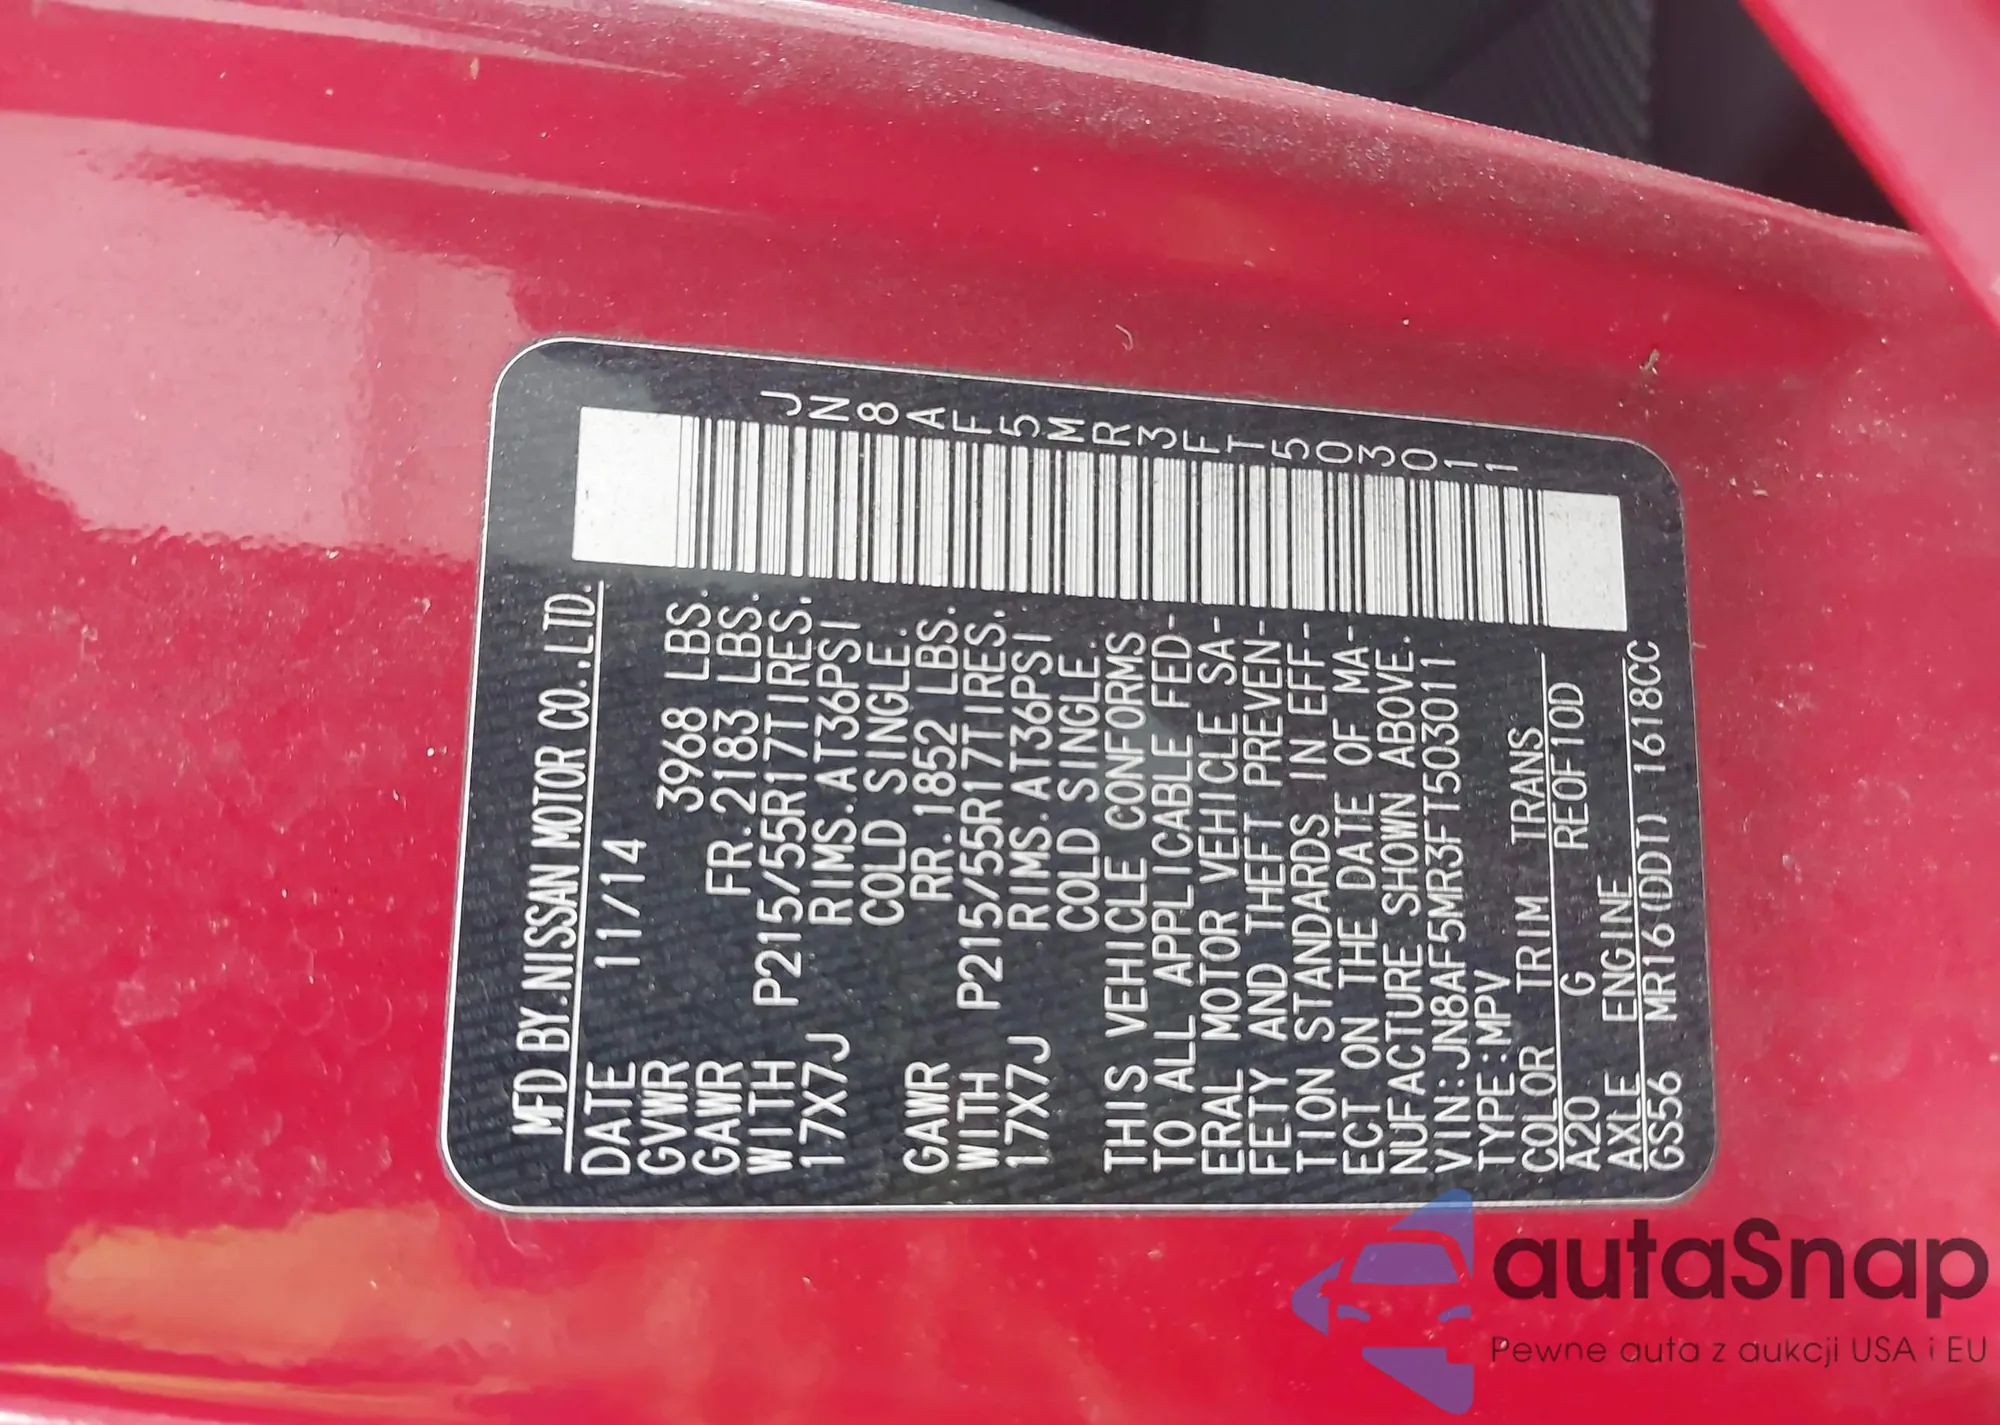 MFD BY.NISSAN MOTOR CO.,LTD.
DATE 11/14
GVWR 3968 LBS.
GAWR FR.2183 LBS.
WITH P215/55R17TIRES,
17X7J RIMS.AT36PSI
COLD SINGLE.
GAWR RR.1852 LBS.
WITH P215/55R17TIRES,
17X7J RIMS.AT36PSI
COLD SINGLE.
THIS VEHICLE CONFORMS
TO ALL APPLICABLE FED-
ERAL MOTOR VEHICLE SA-
FETY AND THEFT PREVEN-
TION STANDARDS IN EFF-
ECT ON THE DATE OF MA-
NUFACTURE SHOWN ABOVE.
VIN:JN8AF5MR3FT503011
TYPE:MPV
COLOR TRIM TRANS
A20 G RE0F10D
AXLE ENGINE
GS56 MR16(DDT) 1618CC
JN8AF5MR3FT503011
autaSnap
Pewne auta z aukcji USA i EU